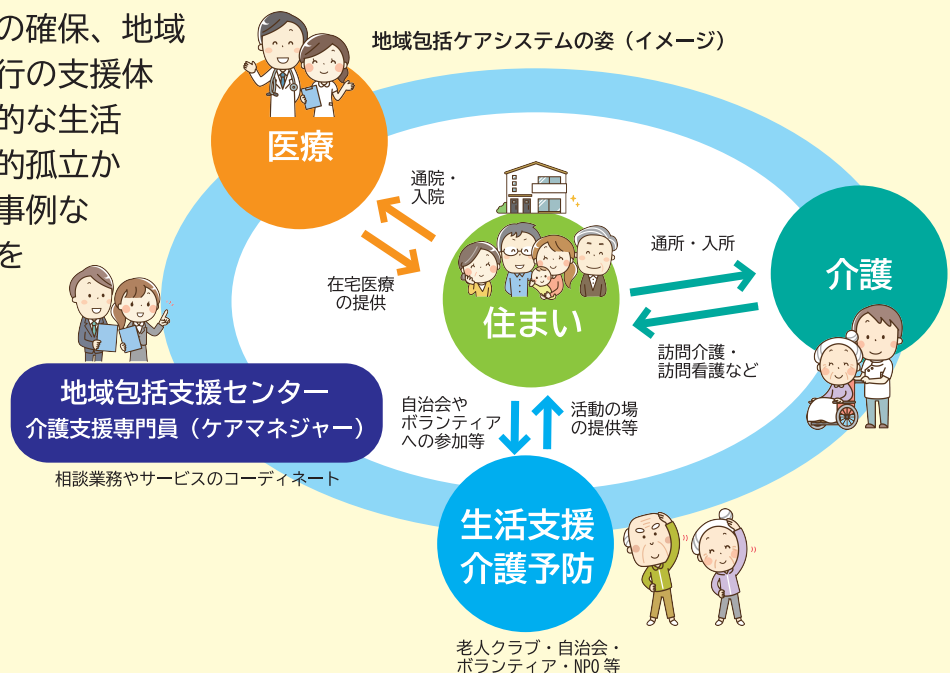 の確保、地域
行の支援体
的な生活
的孤立か
事例な
を
地域包括ケアシステムの姿（イメージ）
医療
通院・
入院
在宅医療
の提供
住まい
通所・入所
訪問介護・
訪問看護など
介護
地域包括支援センター
介護支援専門員（ケアマネジャー）
相談業務やサービスのコーディネート
自治会や
ボランティア
への参加等
活動の場
の提供等
生活支援
介護予防
老人クラブ・自治会・
ボランティア・NPO 等